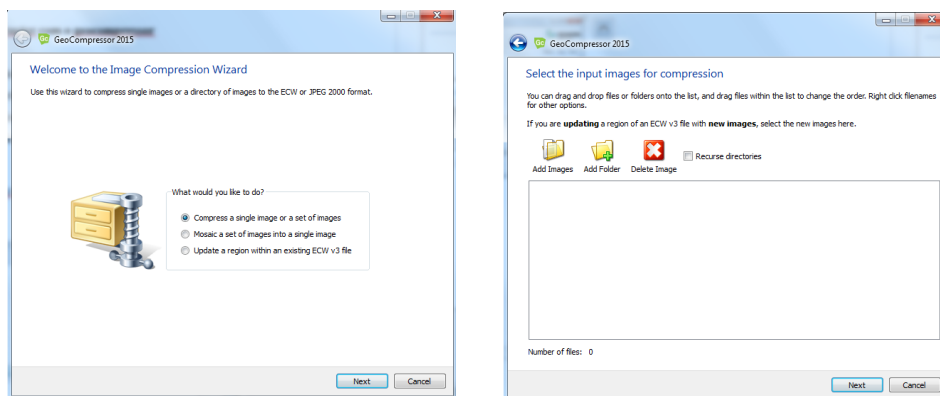 GeoCompressor 2015
Welcome to the Image Compression Wizard
Use this wizard to compress single images or a directory of images to the ECW or JPEG 2000 format.
What would you like to do?
Compress a single image or a set of images
Mosaic a set of images into a single image
Update a region within an existing ECW v3 file
Next
Cancel
GeoCompressor 2015
Select the input images for compression
You can drag and drop files or folders onto the list, and drag files within the list to change the order. Right click filenames
for other options.
If you are updating a region of an ECW v3 file with new images, select the new images here.
Add Images
Add Folder
Delete Image
Recurse directories
Number of files: 0
Next
Cancel